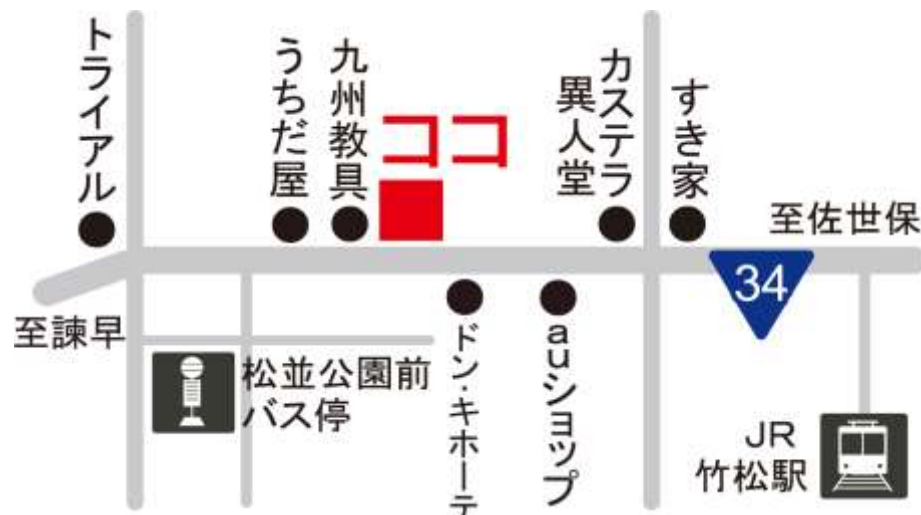 トライアル
うちだ屋
九州教具
ココ
カステラ
異人堂
すき家
至佐世保
34
至諫早
松並公園前
バス停
ドン・キホーテ
auショップ
JR
竹松駅